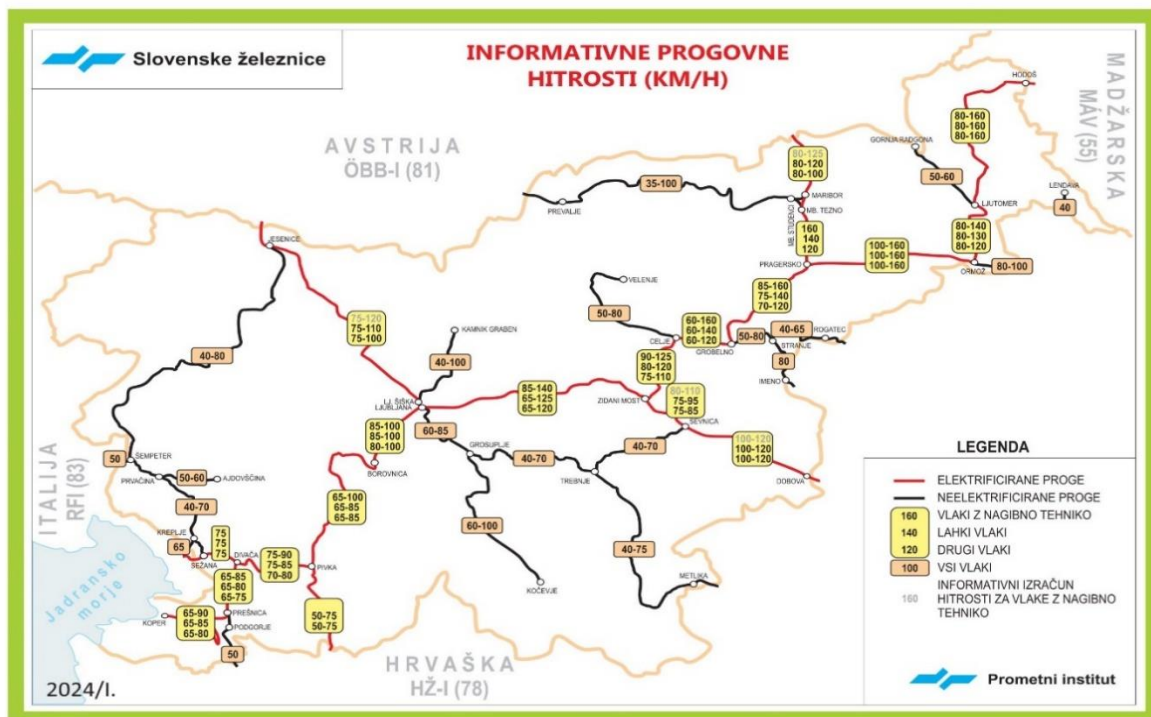 Slovenske železnice
INFORMATIVNE PROGOVNE
HITROSTI (KM/H)
AVSTRIJA
ÖBB-I (81)
MADŽARSKA
MÁV (55)
HODOŠ
80-160
80-160
80-160
GORNJA RADGONA
50-60
LENDAVA
40
LJUTOMER
80-125
80-120
80-100
35-100
PREVALJE
MARIBOR
MB. TEZNO
MB. STUDENCI
160
140
120
80-140
80-130
80-120
PRAGERSKO
100-160
100-160
100-160
ORMOŽ
80-100
JESENICE
VELENJE
50-80
85-160
75-140
70-120
75-120
75-110
75-100
KAMNIK GRABEN
40-100
CELJE
60-160
60-140
60-120
GROBELNO
50-80
40-65
ROGATEC
STRANJE
80
IMENO
40-80
90-125
80-120
75-110
LJ. ŠIŠKA
LJUBLJANA
85-140
65-125
65-120
ZIDANI MOST
80-110
75-95
75-85
SEVNICA
100-120
100-120
100-120
DOBOVA
60-85
GROSUPLJE
40-70
40-70
TREBNJE
85-100
85-100
80-100
BOROVNICA
ITALIJA
RFI (83)
50
ŠEMPETER
PRVAČINA
50-60
AJDOVŠČINA
40-70
65-100
65-85
65-85
60-100
KOČEVJE
40-75
METLIKA
KREPLJE
65
SEŽANA
75
75
75
DIVAČA
75-90
75-85
70-80
PIVKA
65-85
65-80
65-75
50-75
50-75
Jadransko
morje
KOPER
65-90
65-85
65-80
PREŠNICA
PODGORJE
50
HRVAŠKA
HŽ-I (78)
2024/I.
LEGENDA
ELEKTRIFICIRANE PROGE
NEELEKTRIFICIRANE PROGE
160 VLAKI Z NAGIBNO TEHNIKO
140 LAHKI VLAKI
120 DRUGI VLAKI
100 VSI VLAKI
INFORMATIVNI IZRAČUN
160 HITROSTI ZA VLAKE Z NAGIBNO
TEHNIKO
Prometni institut